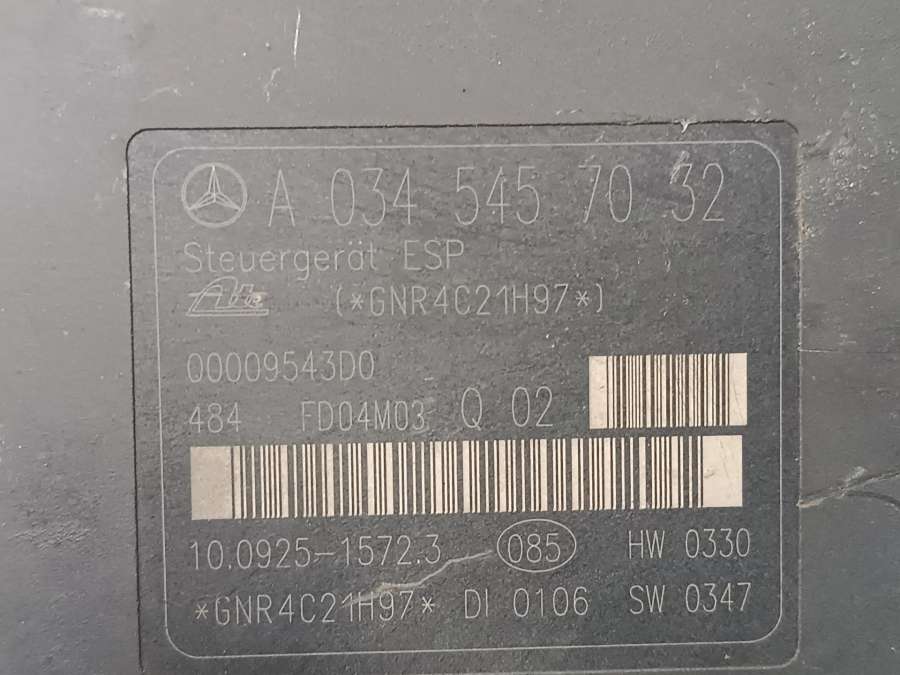 A 034 545 70 32
Steuergerät ESP
Ate (*GNR4C21H97*)
00009543D0
484 FD04M03 Q 02
10.0925-1572.3 085 HW 0330
*GNR4C21H97* DI 0106 SW 0347